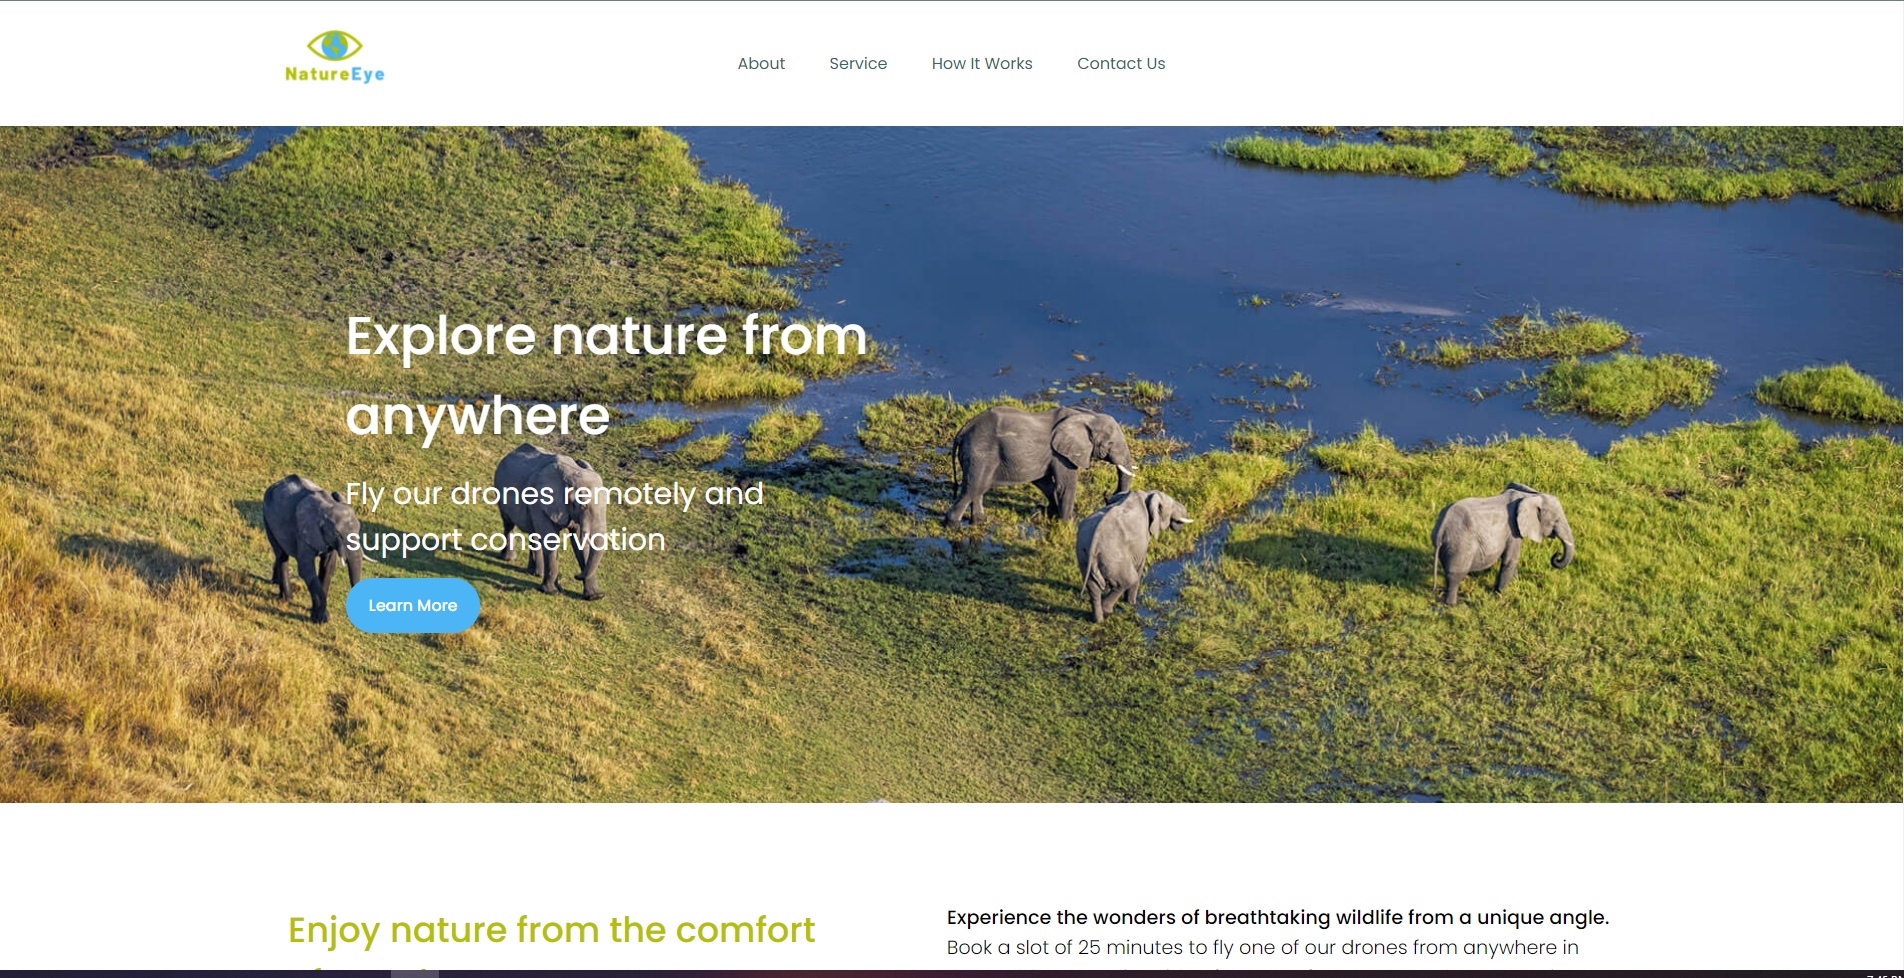 NatureEye
About Service How It Works Contact Us
Explore nature from
anywhere
Fly our drones remotely and
support conservation
Learn More
Enjoy nature from the comfort
Experience the wonders of breathtaking wildlife from a unique angle.
Book a slot of 25 minutes to fly one of our drones from anywhere in